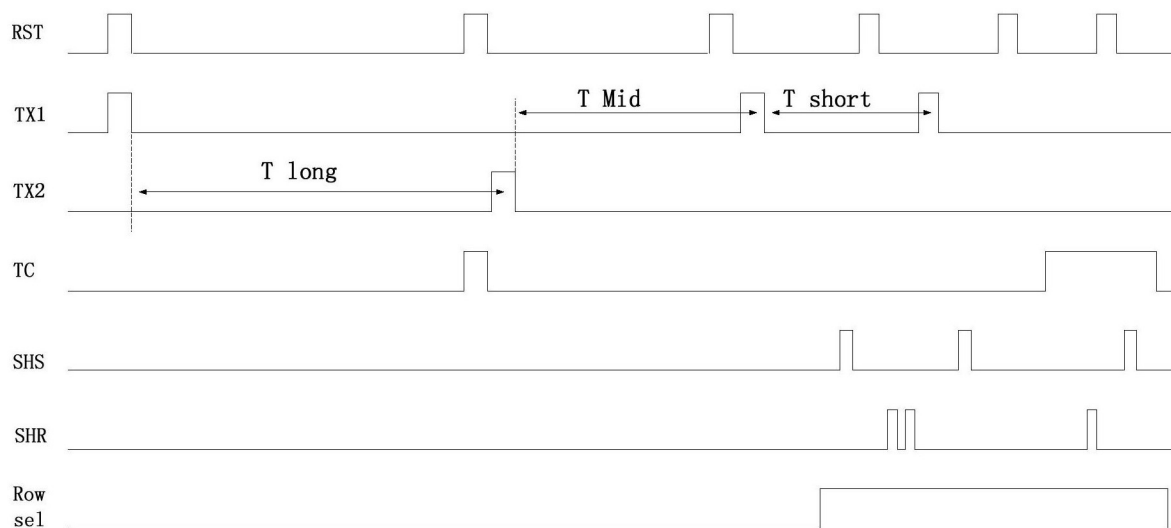 RST
TX1
T Mid
T short
TX2
T long
TC
SHS
SHR
Row
sel